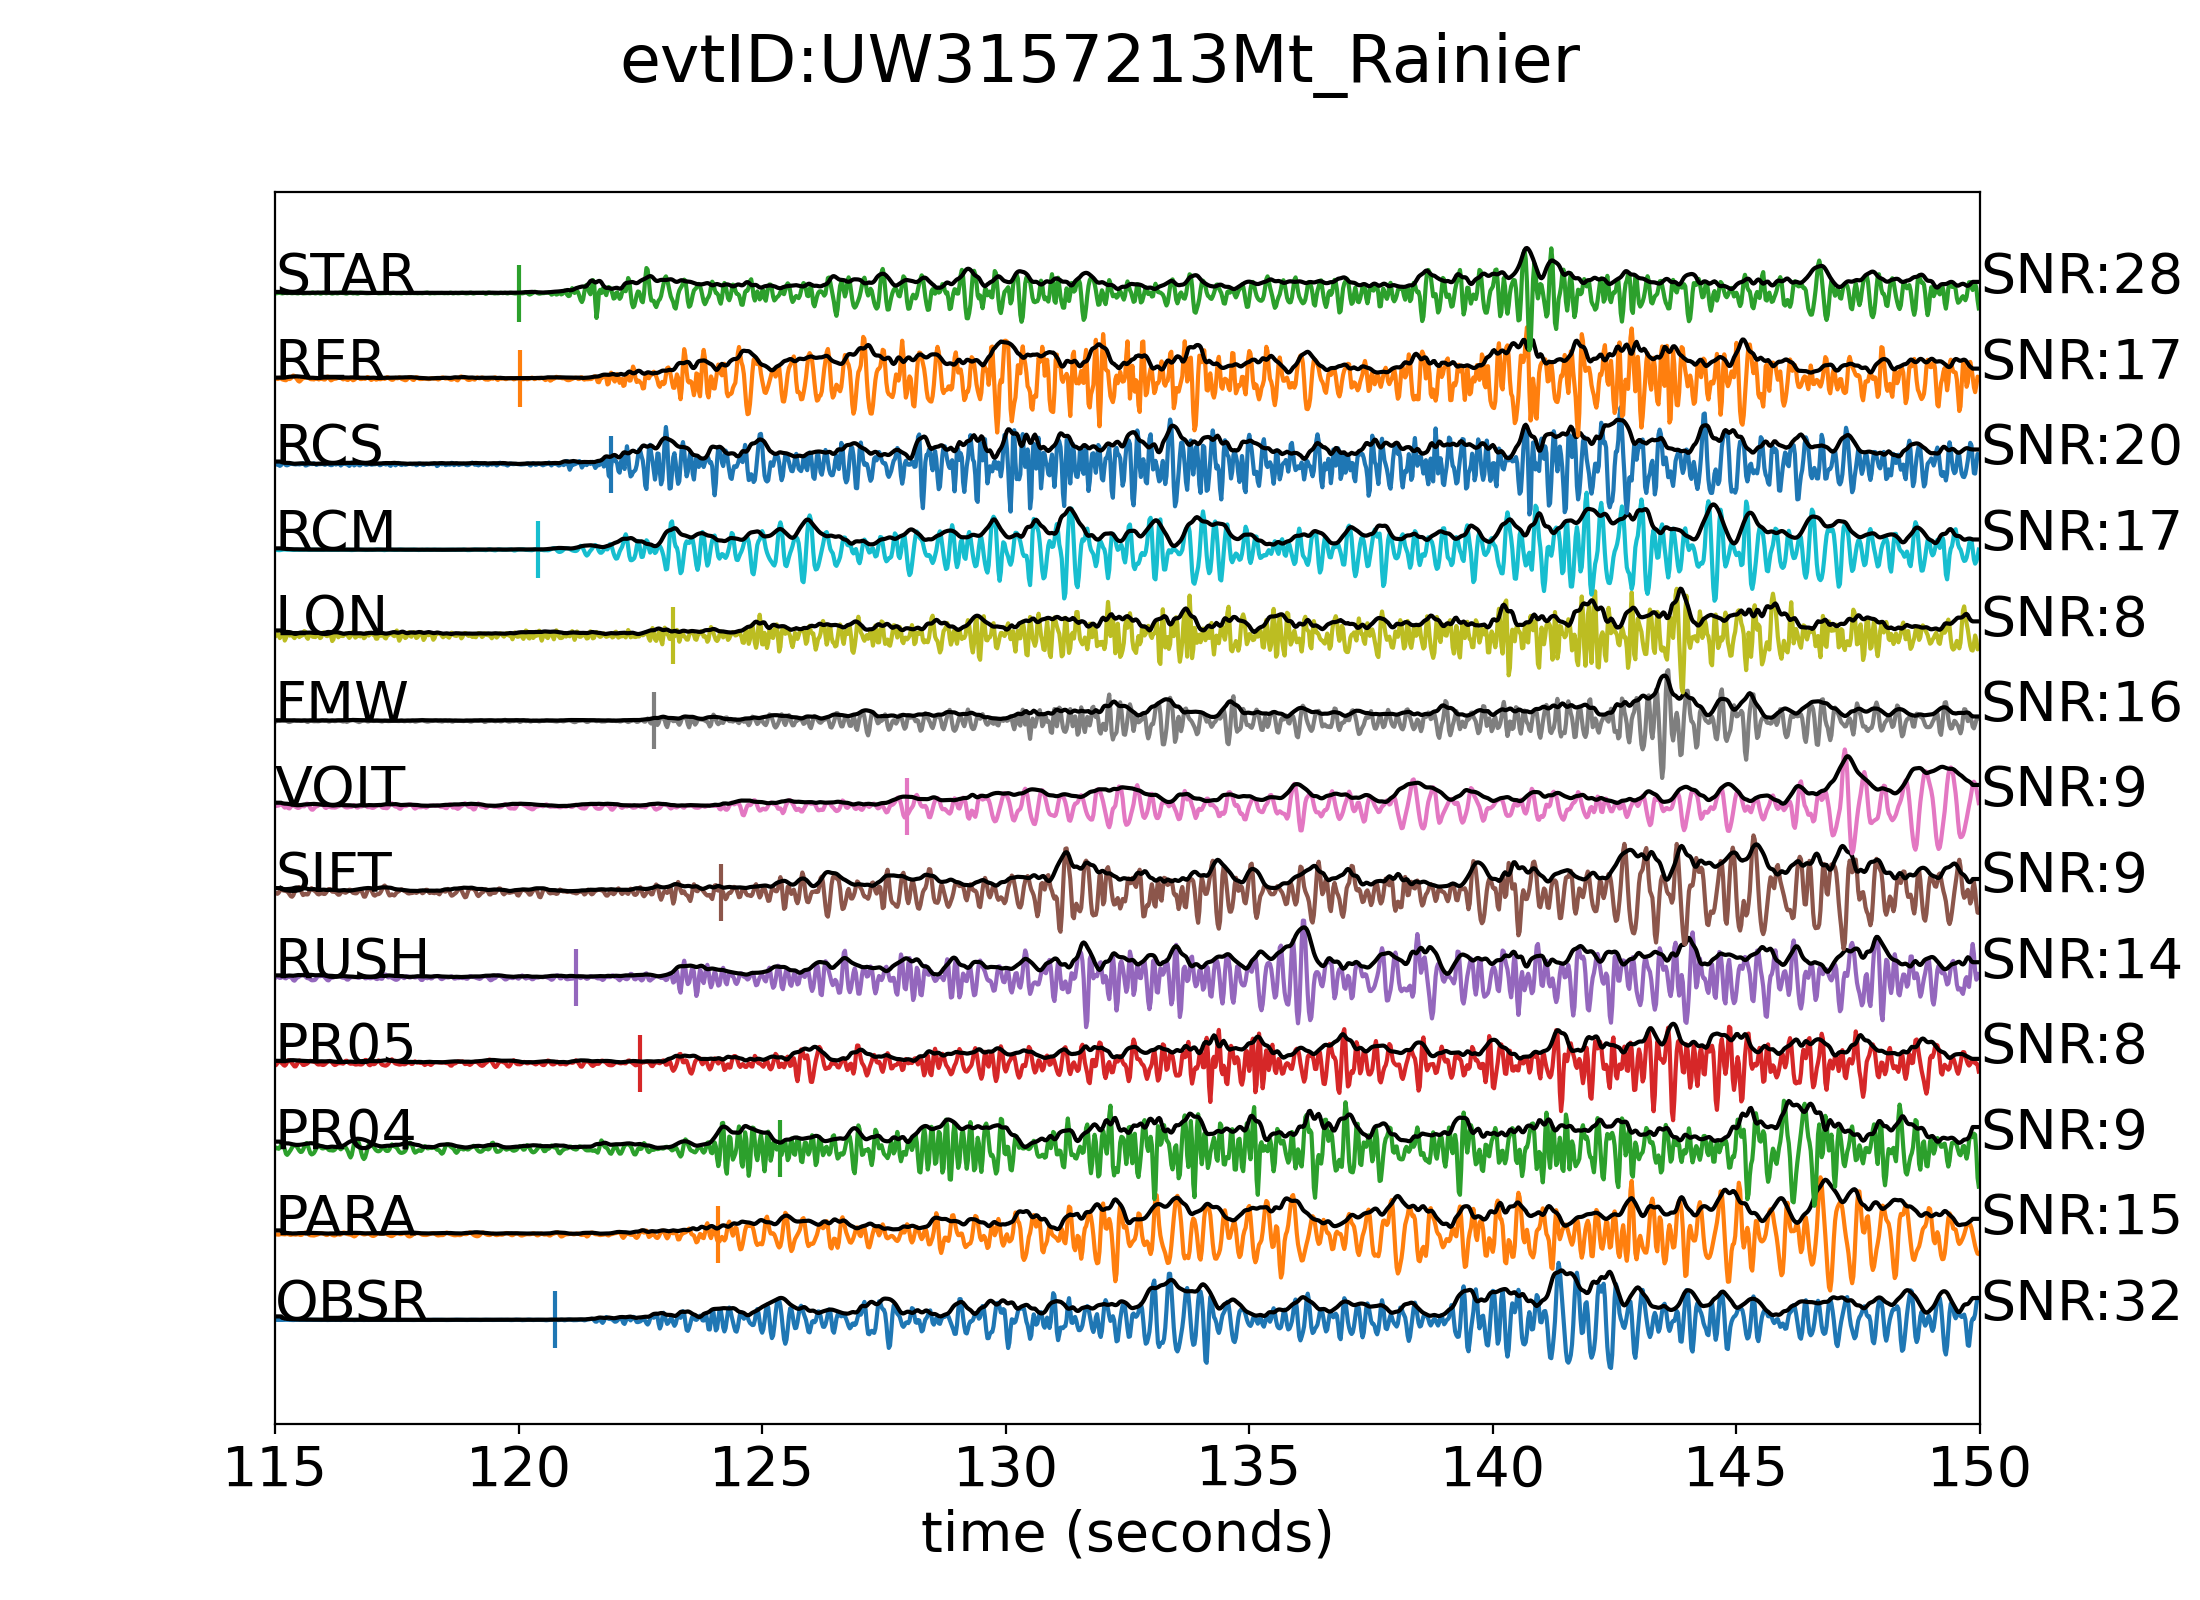 evtID:UW3157213Mt_Rainier
STAR SNR:28
RER SNR:17
RCS SNR:20
RCM SNR:17
LON SNR:8
FMW SNR:16
VOIT SNR:9
SIFT SNR:9
RUSH SNR:14
PR05 SNR:8
PR04 SNR:9
PARA SNR:15
OBSR SNR:32
115 120 125 130 135 140 145 150
time (seconds)